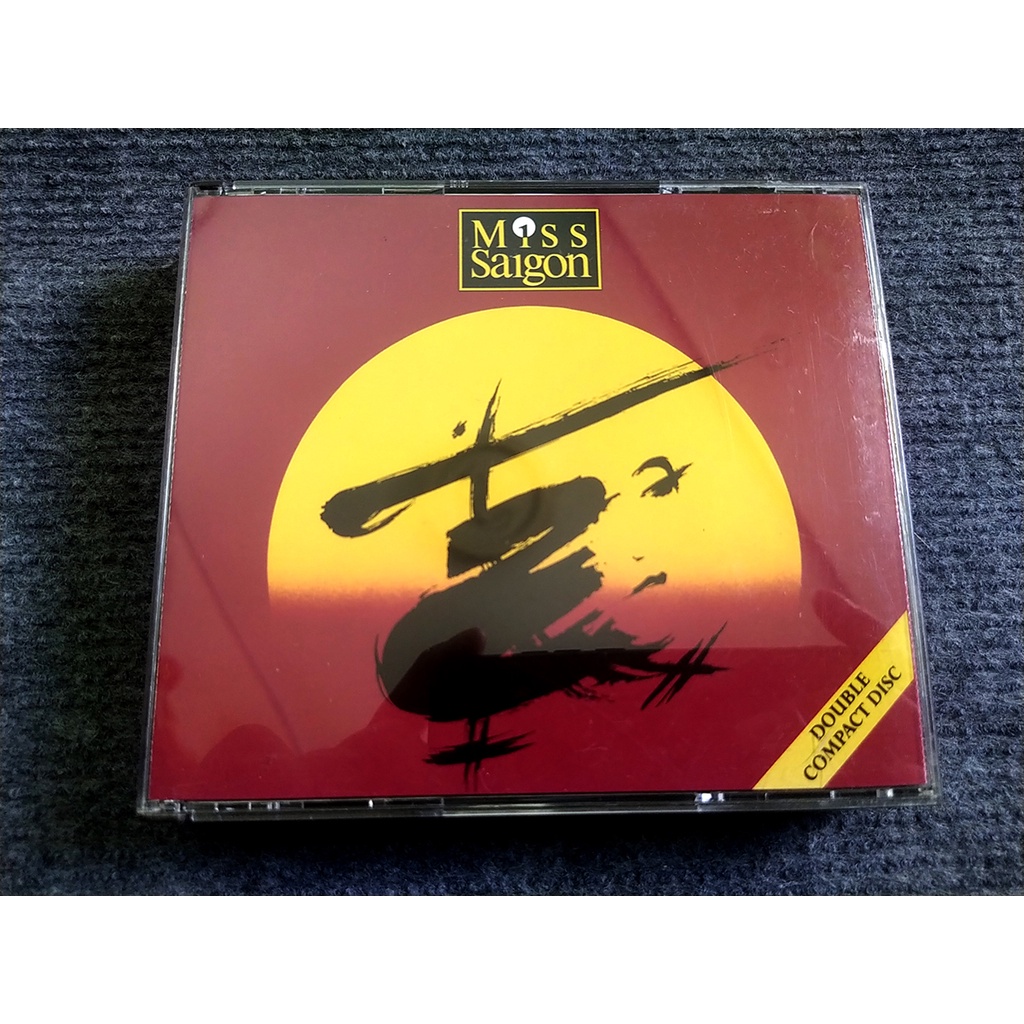 Miss
Saigon
DOUBLE
COMPACT DISC